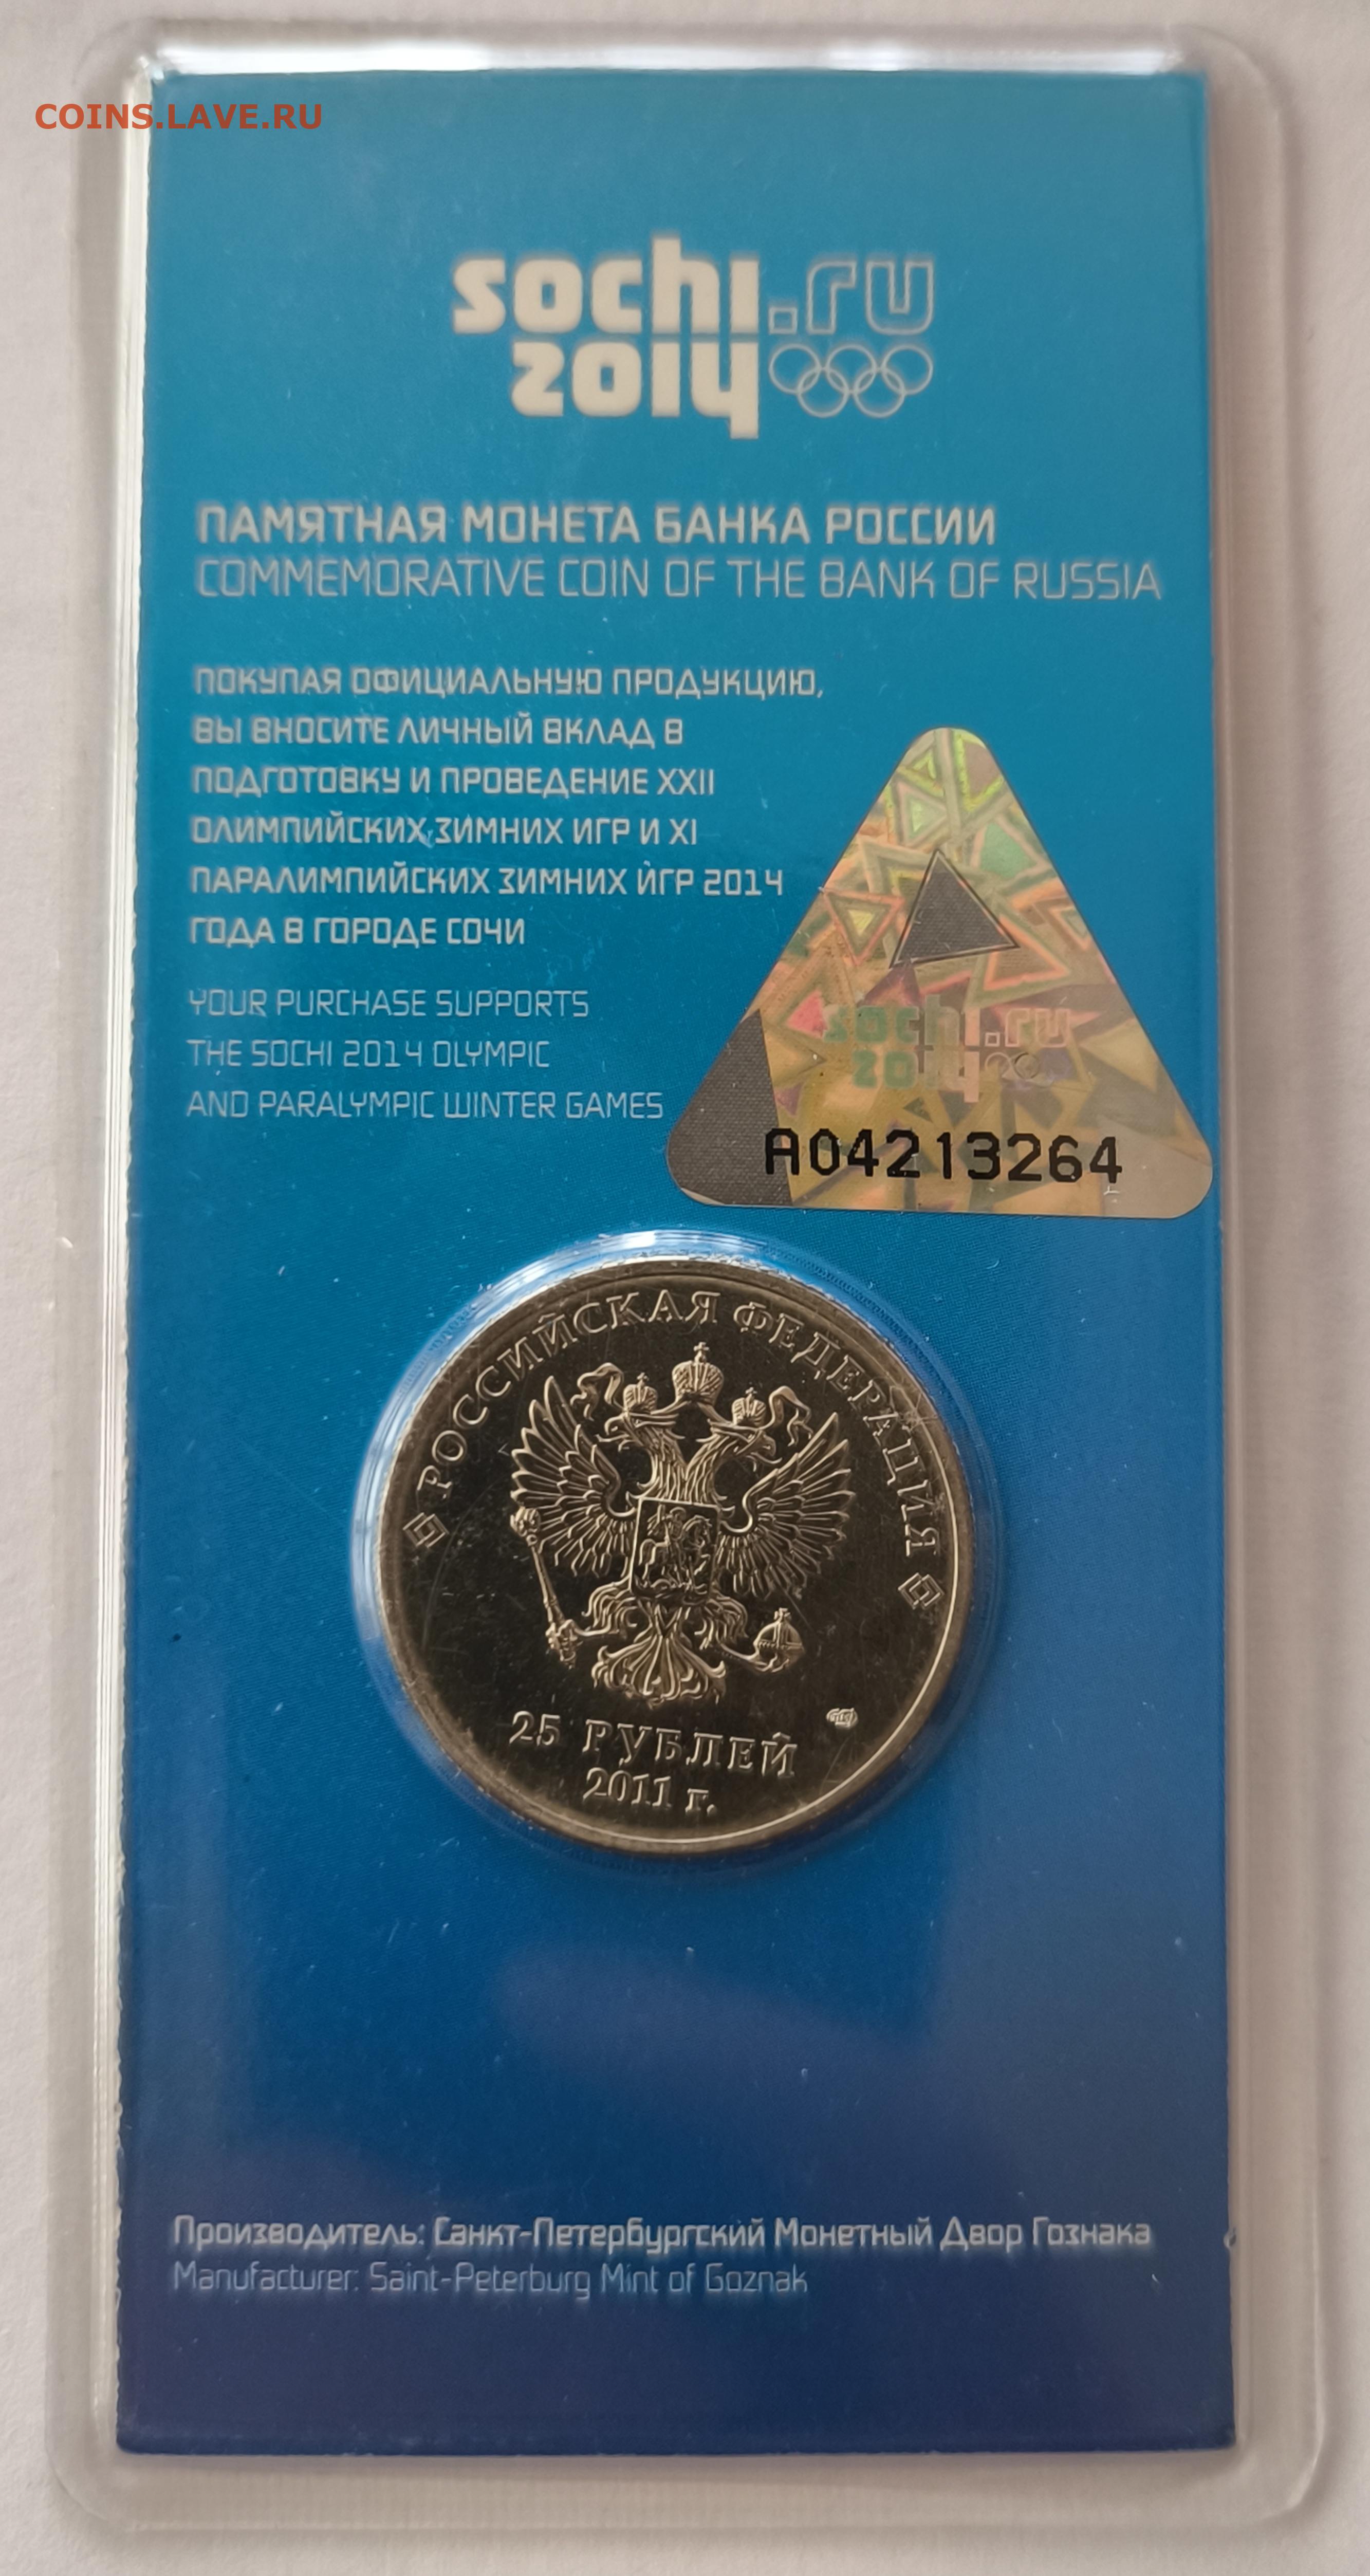 COINS.LAVE.RU
sochi.ru
2014
ПАМЯТНАЯ МОНЕТА БАНКА РОССИИ
COMMEMORATIVE COIN OF THE BANK OF RUSSIA
ПОКУПАЯ ОФИЦИАЛЬНУЮ ПРОДУКЦИЮ,
ВЫ ВНОСИТЕ ЛИЧНЫЙ ВКЛАД В
ПОДГОТОВКУ И ПРОВЕДЕНИЕ XXII
ОЛИМПИЙСКИХ ЗИМНИХ ИГР И XI
ПАРАЛИМПИЙСКИХ ЗИМНИХ ИГР 2014
ГОДА В ГОРОДЕ СОЧИ
YOUR PURCHASE SUPPORTS
THE SOCHI 2014 OLYMPIC
AND PARALYMPIC WINTER GAMES
sochi.ru
2014
A04213264
РОССИЙСКАЯ ФЕДЕРАЦИЯ
25 РУБЛЕЙ
2011 г.
Производитель: Санкт-Петербургский Монетный Двор Гознака
Manufacturer: Saint-Peterburg Mint of Goznak